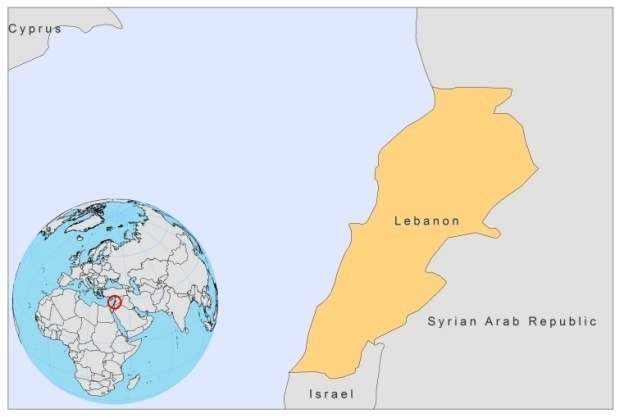 Cyprus
Lebanon
Syrian Arab Republic
Israel